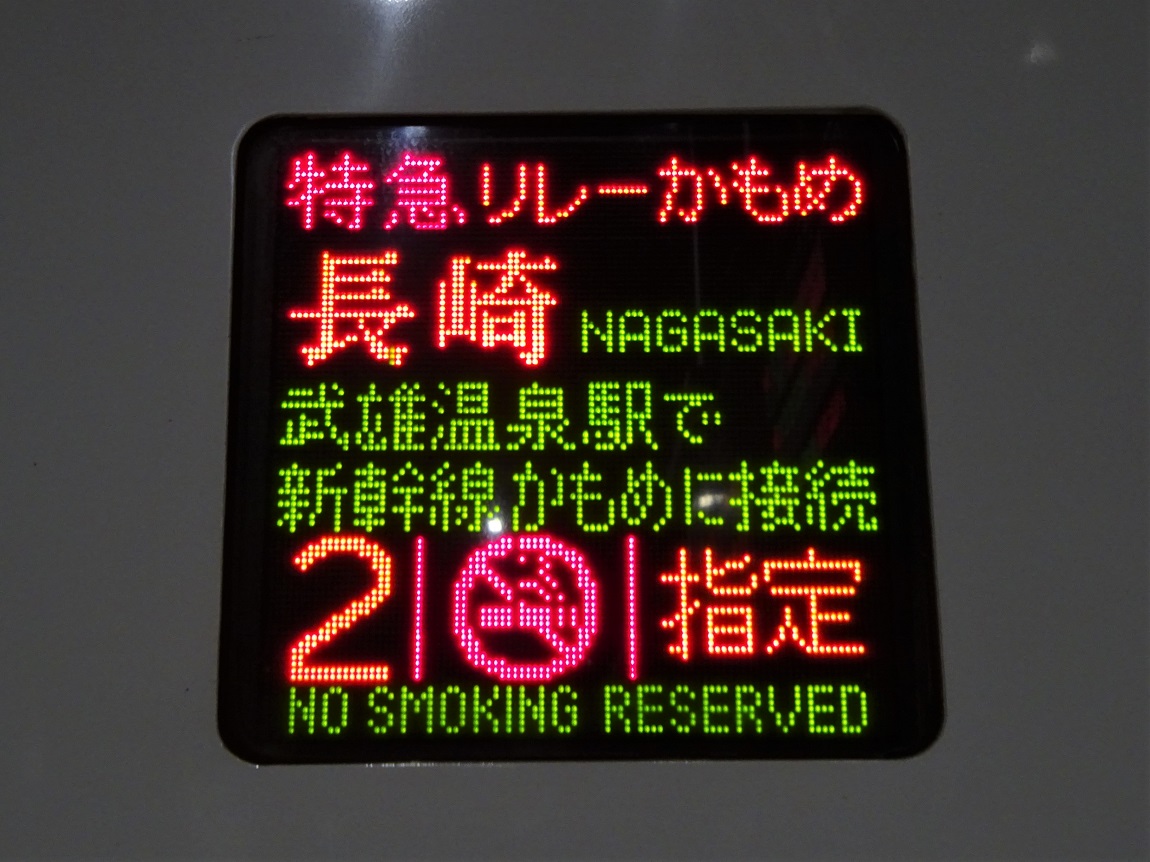 特急リレーかもめ
長崎 NAGASAKI
武雄温泉駅で
新幹線かもめに接続
2 指定
NO SMOKING RESERVED